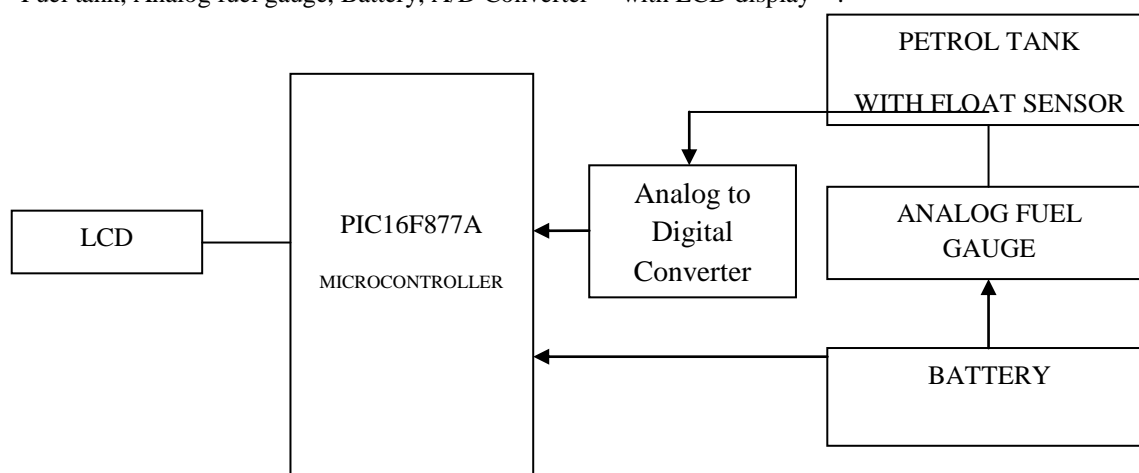 Fuel tank, Analog fuel gauge, Battery, A/D Converter with LCD display .
PETROL TANK
WITH FLOAT SENSOR
Analog to
Digital
Converter
PIC16F877A
MICROCONTROLLER
LCD
ANALOG FUEL
GAUGE
BATTERY